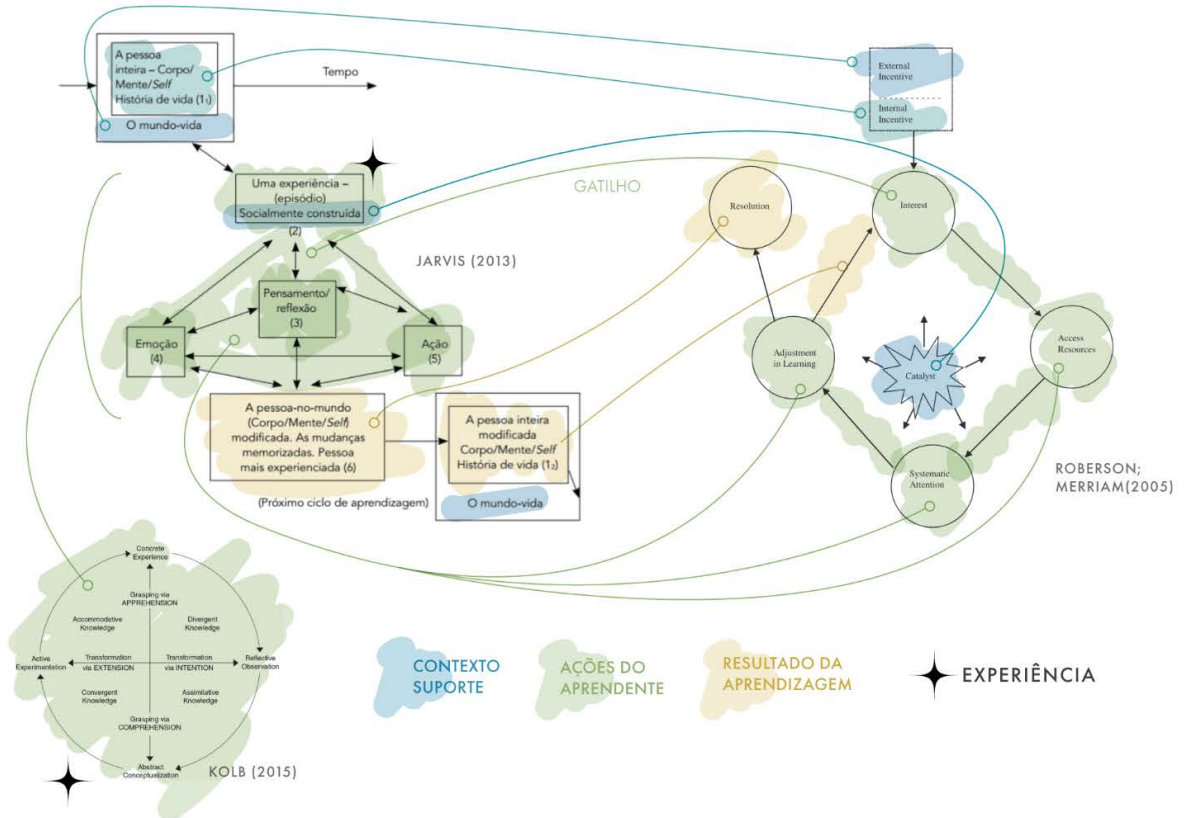 A pessoa
inteira – Corpo/
Mente/Self
História de vida (1₁)
O mundo-vida
Tempo
Uma experiência –
(episódio)
Socialmente construída
(2)
JARVIS (2013)
Pensamento/
reflexão
(3)
Emoção
(4)
Ação
(5)
A pessoa-no-mundo
(Corpo/Mente/Self)
modificada. As mudanças
memorizadas. Pessoa
mais experienciada (6)
A pessoa inteira
modificada
Corpo/Mente/Self
História de vida (1₂)
O mundo-vida
(Próximo ciclo de aprendizagem)
GATILHO
External
Incentive
Internal
Incentive
Resolution
Interest
Adjustment
in Learning
Catalyst
Access
Resources
Systematic
Attention
ROBERSON;
MERRIAM(2005)
Concrete
Experience
Grasping via
APPREHENSION
Accommodative
Knowledge
Divergent
Knowledge
Active
Experimentation
Transformation
via EXTENSION
Transformation
via INTENTION
Reflective
Observation
Convergent
Knowledge
Assimilative
Knowledge
Grasping via
COMPREHENSION
Abstract
Conceptualization
KOLB (2015)
CONTEXTO
SUPORTE
AÇÕES DO
APRENDENTE
RESULTADO DA
APRENDIZAGEM
EXPERIÊNCIA